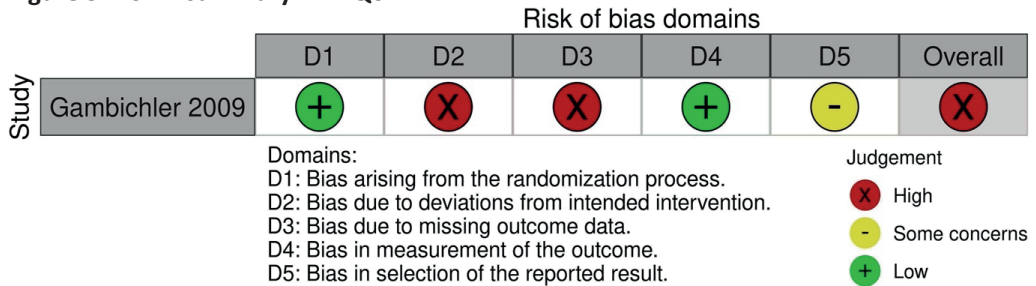 Risk of bias domains
D1 D2 D3 D4 D5 Overall
Study
Gambichler 2009 + X X + - X
Domains:
D1: Bias arising from the randomization process.
D2: Bias due to deviations from intended intervention.
D3: Bias due to missing outcome data.
D4: Bias in measurement of the outcome.
D5: Bias in selection of the reported result.
Judgement
X High
- Some concerns
+ Low